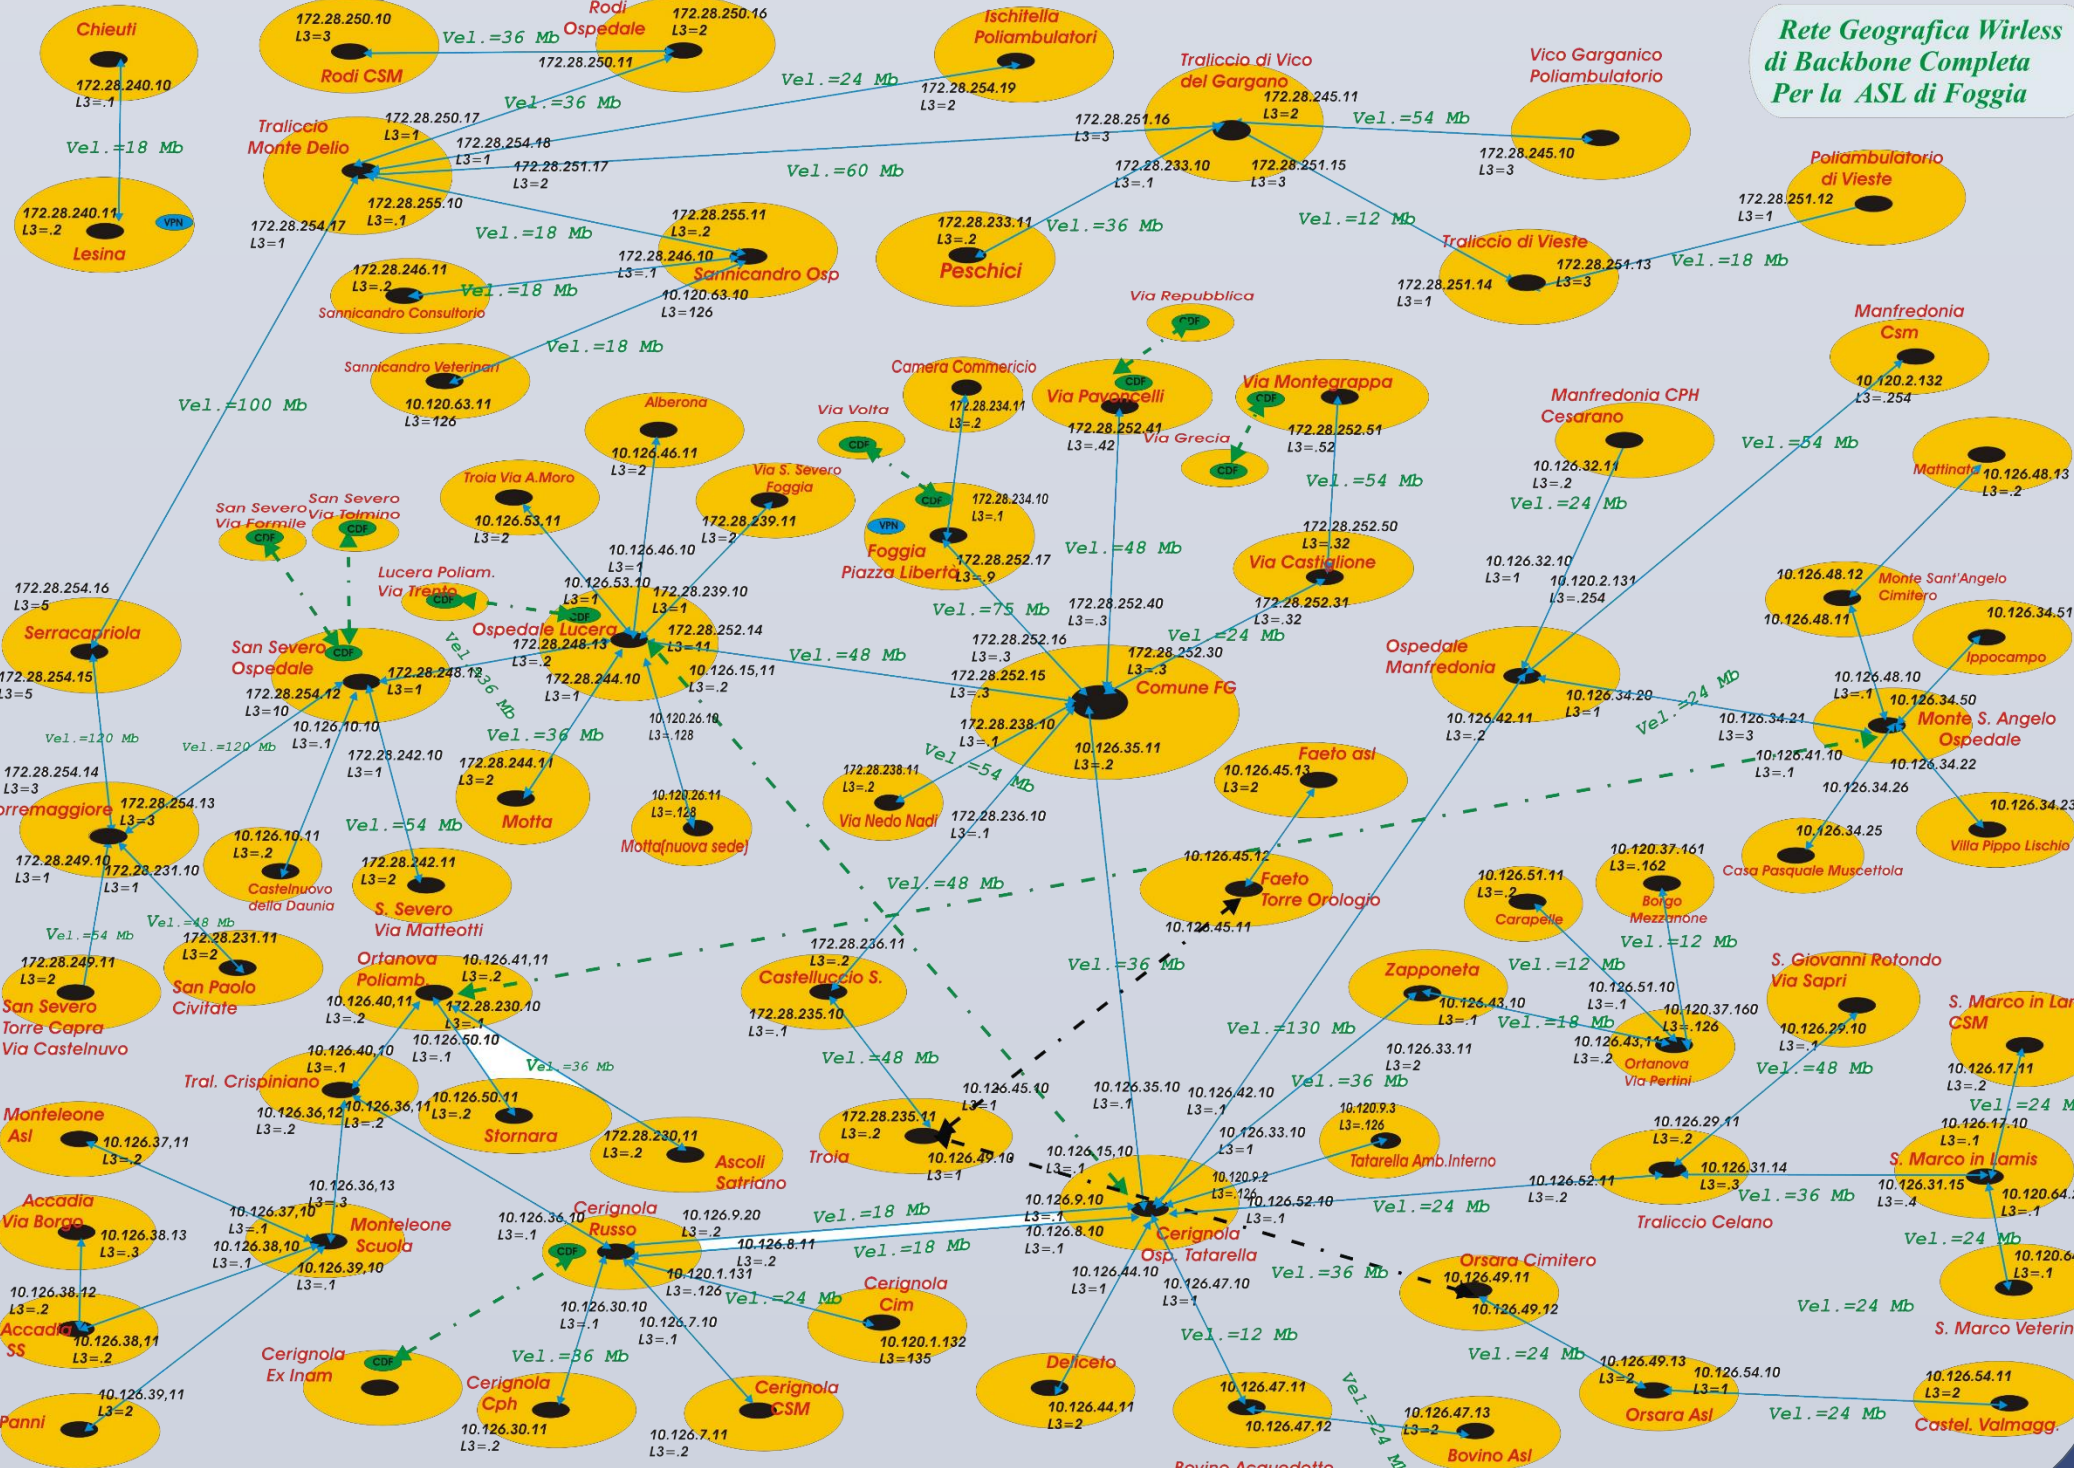 Rete Geografica Wirless
di Backbone Completa
Per la ASL di Foggia
Chieuti
172.28.240.10
L3=.1
Vel.=18 Mb
172.28.240.11
L3=.2
VPN
Lesina
172.28.250.10
L3=3
Rodi CSM
Vel.=36 Mb
Rodi
Ospedale
172.28.250.16
L3=2
172.28.250.11
Vel.=36 Mb
Ischitella
Poliambulatori
172.28.254.19
L3=2
Vel.=24 Mb
Traliccio
Monte Delio
172.28.250.17
L3=1
172.28.254.18
L3=1
172.28.251.17
L3=2
172.28.255.10
L3=.1
172.28.254.17
L3=1
Vel.=60 Mb
Traliccio di Vico
del Gargano
172.28.245.11
L3=2
172.28.251.16
L3=3
172.28.233.10
L3=.1
172.28.251.15
L3=3
Vel.=54 Mb
Vico Garganico
Poliambulatorio
172.28.245.10
L3=3
Poliambulatorio
di Vieste
172.28.251.12
L3=1
Vel.=18 Mb
Vel.=12 Mb
Traliccio di Vieste
172.28.251.13
L3=3
172.28.251.14
L3=1
172.28.233.11
L3=.2
Peschici
Vel.=36 Mb
Vel.=18 Mb
172.28.255.11
L3=.2
172.28.246.10
L3=.1
Sannicandro Osp
10.120.63.10
L3=126
172.28.246.11
L3=.2
Vel.=18 Mb
Sannicandro Consultorio
Vel.=18 Mb
Sannicandro Veterinari
10.120.63.11
L3=126
Vel.=100 Mb
Via Repubblica
CDF
Camera Commericio
172.28.234.11
L3=.2
CDF
Via Pavoncelli
172.28.252.41
L3=.42
Via Montegrappa
CDF
172.28.252.51
L3=.52
Via Grecia
CDF
Vel.=54 Mb
Manfredonia
Csm
10.120.2.132
L3=.254
Manfredonia CPH
Cesarano
10.126.32.11
L3=.2
Vel.=54 Mb
Vel.=24 Mb
Mattinata
10.126.48.13
L3=.2
Alberona
10.126.46.11
L3=2
Via Volta
CDF
Troia Via A.Moro
10.126.53,11
L3=2
Via S. Severo
Foggia
172.28.239.11
L3=2
CDF
172.28.234.10
L3=.1
VPN
Foggia
Piazza Libertà
172.28.252.17
L3=.9
Vel.=48 Mb
172.28.252.50
L3=.32
Via Castiglione
172.28.252.31
L3=.32
San Severo
Via Formile
CDF
San Severo
Via Tolmino
CDF
10.126.46.10
L3=1
10.126.53.10
L3=1
172.28.239.10
L3=1
Lucera Poliam.
Via Trento
CDF
CDF
Ospedale Lucera
172.28.252.14
L3=11
172.28.248.13
L3=.2
172.28.244.10
L3=1
10.126.15,11
L3=.2
Vel.=36 Mb
Vel.=75 Mb
172.28.252.40
L3=.3
Vel.=24 Mb
172.28.252.16
L3=.3
172.28.252.30
L3=.3
172.28.252.15
L3=.3
Comune FG
172.28.238.10
L3=.1
10.126.35.11
L3=.2
Vel.=48 Mb
10.126.32.10
L3=1
10.120.2.131
L3=.254
Ospedale
Manfredonia
10.126.34.20
L3=1
10.126.42.11
L3=.2
10.126.48.12
Monte Sant'Angelo
Cimitero
10.126.48.11
10.126.34.51
Ippocampo
10.126.48.10
L3=.1
10.126.34.50
Monte S. Angelo
Ospedale
Vel.=24 Mb
10.126.34.21
L3=3
10.126.41.10
L3=.1
10.126.34.22
10.126.34.26
172.28.254.16
L3=5
Serracapriola
172.28.254.15
L3=5
San Severo
Ospedale
CDF
172.28.248.12
L3=1
172.28.254.12
L3=10
10.126.10.10
L3=.1
172.28.242.10
L3=1
Vel.=120 Mb
Vel.=120 Mb
172.28.254.14
L3=3
172.28.254.13
L3=3
172.28.249.10
L3=1
172.28.231.10
L3=1
10.126.10.11
L3=.2
Castelnuovo
della Daunia
Vel.=54 Mb
172.28.242.11
L3=2
S. Severo
Via Matteotti
Vel.=36 Mb
172.28.244.11
L3=2
Motta
10.120.26.10
L3=.128
10.120.26.11
L3=.128
Motta(nuova sede)
172.28.238.11
L3=.2
Via Nedo Nadi
Vel.=54 Mb
172.28.236.10
L3=.1
Faeto asl
10.126.45.13
L3=2
10.126.45.12
Faeto
Torre Orologio
10.126.45.11
10.126.34.25
Casa Pasquale Muscettola
10.126.34.23
Villa Pippo Lischio
Vel.=54 Mb
Vel.=48 Mb
172.28.249.11
L3=2
San Severo
Torre Capra
Via Castelnuvo
172.28.231.11
L3=2
San Paolo
Civitate
Vel.=48 Mb
172.28.236.11
L3=.2
Castelluccio S.
172.28.235.10
L3=.1
Ortanova
Poliamb.
10.126.41,11
L3=.2
10.126.40,11
L3=.2
172.28.230.10
L3=.1
10.126.50.10
L3=.1
Vel.=36 Mb
10.126.51.11
L3=.2
Carapelle
10.120.37.161
L3=.162
Borgo
Mezzanone
Vel.=12 Mb
Vel.=12 Mb
Zapponeta
10.126.43,10
L3=.1
Vel.=18 Mb
10.126.51.10
L3=.1
10.120.37.160
L3=.126
10.126.43,11
L3=.2
Ortanova
Via Pertini
S. Giovanni Rotondo
Via Sapri
10.126.29.10
L3=.1
Vel.=48 Mb
CSM
10.126.17.11
L3=.2
Vel.=36 Mb
Vel.=130 Mb
10.126.33.11
L3=2
Vel.=36 Mb
10.126.40,10
L3=.1
Tral. Crispiniano
10.126.36,12
L3=.2
10.126.36,11
L3=.2
10.126.50.11
L3=.2
Stornara
172.28.230,11
L3=.2
Ascoli
Satriano
Vel.=48 Mb
172.28.235.11
L3=.2
Troia
10.126.45.10
L3=1
10.126.49.10
L3=1
10.126.35.10
L3=.1
10.126.42.10
L3=.1
10.126.33.10
L3=1
10.120.9.3
L3=.126
Tatarella Amb.Interno
10.126.15,10
L3=.1
10.120.9.2
L3=.126
10.126.52.10
L3=.1
10.126.9.10
L3=.1
10.126.8.10
L3=.1
Cerignola
Osp. Tatarella
10.126.44.10
L3=1
10.126.47.10
L3=1
Vel.=24 Mb
10.126.52.11
L3=.2
10.126.29,11
L3=.2
10.126.31.14
L3=.3
Traliccio Celano
Vel.=36 Mb
10.126.17.10
L3=.1
S. Marco in Lamis
10.126.31.15
L3=.4
L3=.1
Vel.=24 Mb
L3=.1
Monteleone
Asl
10.126.37,11
L3=.2
Accadia
Via Borgo
10.126.38.13
L3=.3
10.126.36,13
L3=.3
10.126.37,10
L3=.1
Monteleone
Scuola
10.126.38,10
L3=.1
10.126.39,10
L3=.1
10.126.38.12
L3=.2
Accadia
SS
10.126.38,11
L3=.2
10.126.39,11
L3=2
Panni
10.126.36,10
L3=.1
Cerignola
Russo
CDF
10.126.9.20
L3=.2
10.126.8.11
L3=.2
10.120.1.131
L3=.126
Vel.=18 Mb
Vel.=18 Mb
Vel.=24 Mb
Cerignola
Cim
10.120.1.132
L3=135
10.126.30.10
L3=.1
10.126.7.10
L3=.1
Vel.=36 Mb
Cerignola
Ex Inam
CDF
Cerignola
Cph
10.126.30.11
L3=.2
Cerignola
CSM
10.126.7.11
L3=.2
Vel.=36 Mb
Vel.=12 Mb
Deliceto
10.126.44.11
L3=2
10.126.47.11
10.126.47.12
Vel.=24
10.126.47.13
L3=2
Bovino Asl
Orsara Cimitero
10.126.49.11
10.126.49.12
Vel.=24 Mb
10.126.49.13
L3=2
10.126.54.10
L3=1
Orsara Asl
Vel.=24 Mb
Vel.=24 Mb
10.126.54.11
L3=2
Castel. Valmagg.